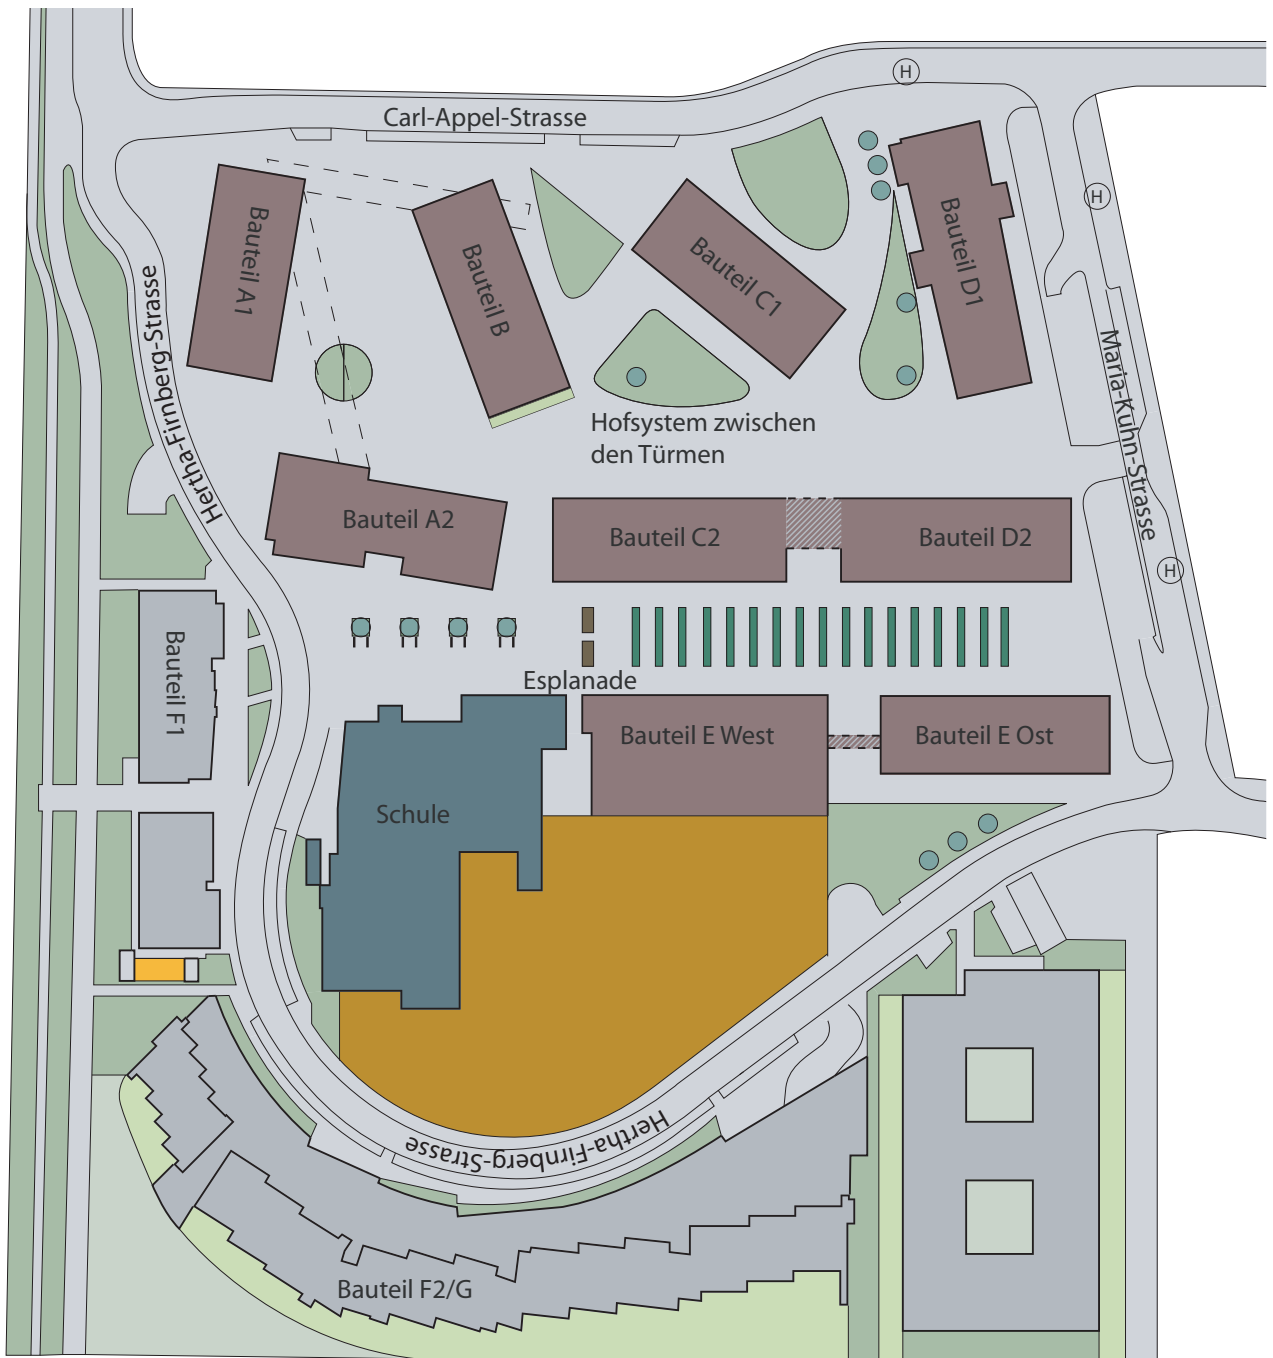 H
Carl-Appel-Strasse
H
Bauteil A1
Bauteil B
Bauteil C1
Bauteil D1
Hertha-Firnberg-Strasse
Maria-Kuhn-Strasse
Hofsystem zwischen
den Türmen
Bauteil A2
Bauteil C2
Bauteil D2
H
Bauteil F1
Esplanade
Bauteil E West
Bauteil E Ost
Schule
Hertha-Firnberg-Strasse
Bauteil F2/G